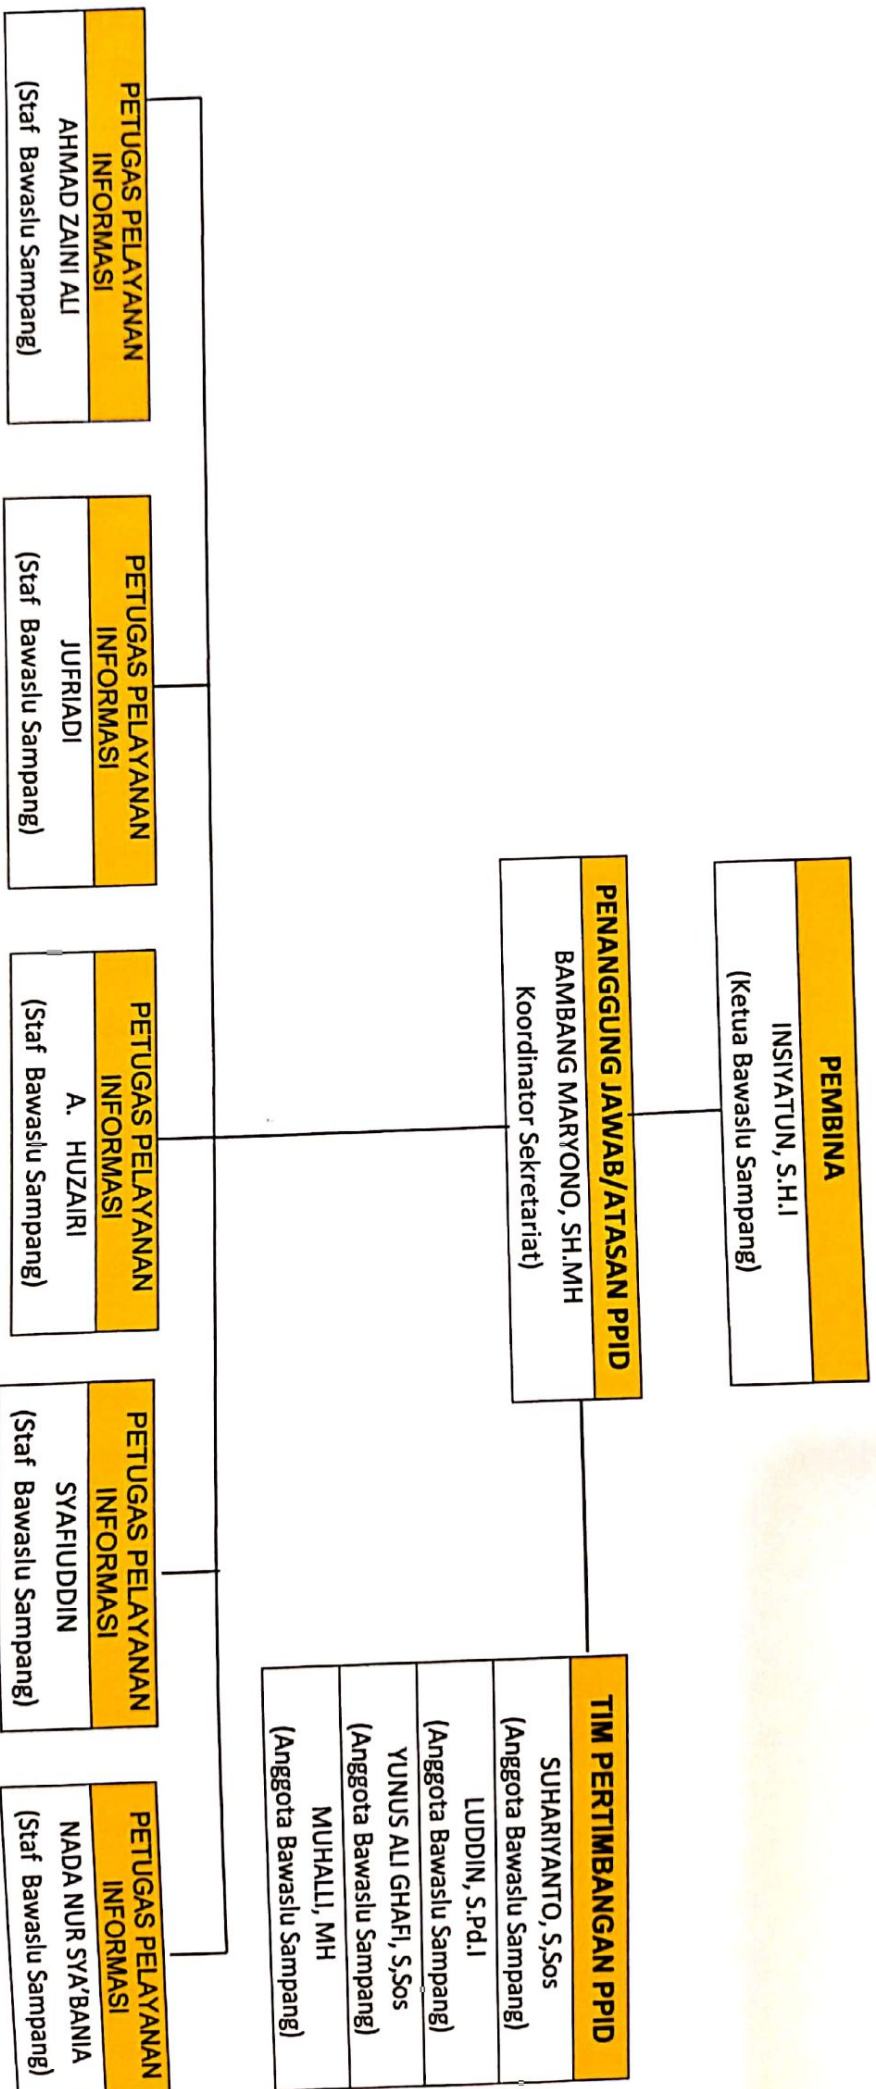 PEMBINA
INSIYATUN, S.H.I
(Ketua Bawaslu Sampang)
PENANGGUNG JAWAB/ATASAN PPID
BAMBANG MARYONO, SH.MH
Koordinator Sekretariat)
TIM PERTIMBANGAN PPID
SUHARIYANTO, S,Sos
(Anggota Bawaslu Sampang)
LUDDIN, S.Pd.I
(Anggota Bawaslu Sampang)
YUNUS ALI GHAFI, S,Sos
(Anggota Bawaslu Sampang)
MUHALLI, MH
(Anggota Bawaslu Sampang)
PETUGAS PELAYANAN
INFORMASI
AHMAD ZAINI ALI
(Staf Bawaslu Sampang)
PETUGAS PELAYANAN
INFORMASI
JUFRIADI
(Staf Bawaslu Sampang)
PETUGAS PELAYANAN
INFORMASI
A. HUZAIRI
(Staf Bawaslu Sampang)
PETUGAS PELAYANAN
INFORMASI
SYAFIUDDIN
(Staf Bawaslu Sampang)
PETUGAS PELAYANAN
INFORMASI
NADA NUR SYA'BANIA
(Staf Bawaslu Sampang)